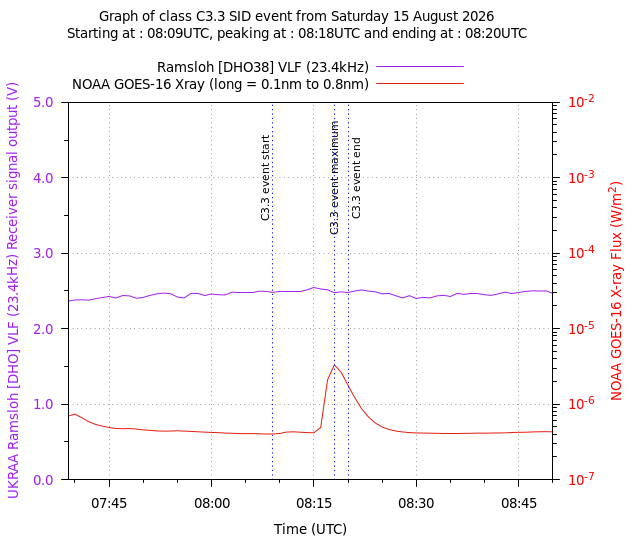 Graph of class C3.3 SID event from Saturday 15 August 2026
Starting at : 08:09UTC, peaking at : 08:18UTC and ending at : 08:20UTC
Ramsloh [DHO38] VLF (23.4kHz)
NOAA GOES-16 Xray (long = 0.1nm to 0.8nm)
UKRAA Ramsloh [DHO] VLF (23.4kHz) Receiver signal output (V)
5.0
4.0
3.0
2.0
1.0
0.0
C3.3 event start
C3.3 event maximum
C3.3 event end
10⁻²
10⁻³
10⁻⁴
10⁻⁵
10⁻⁶
10⁻⁷
NOAA GOES-16 X-ray Flux (W/m²)
07:45 08:00 08:15 08:30 08:45
Time (UTC)